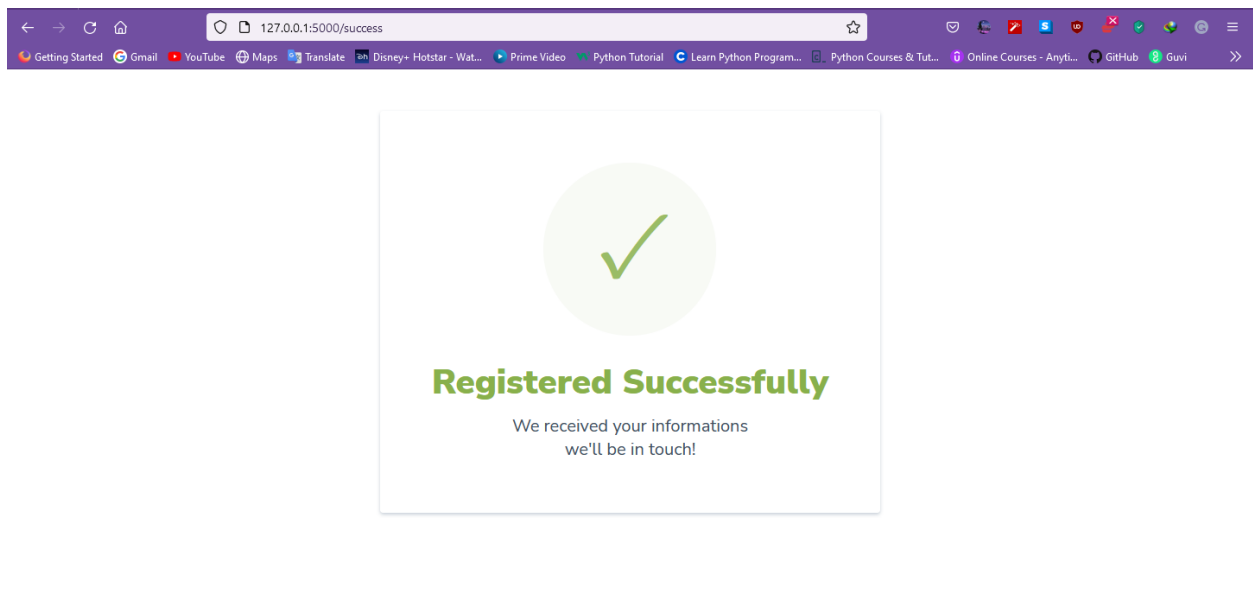 127.0.0.1:5000/success
Getting Started Gmail YouTube Maps Translate Disney+ Hotstar - Wat... Prime Video Python Tutorial Learn Python Program... Python Courses & Tut... Online Courses - Anyti... GitHub Guvi
Registered Successfully
We received your informations
we'll be in touch!